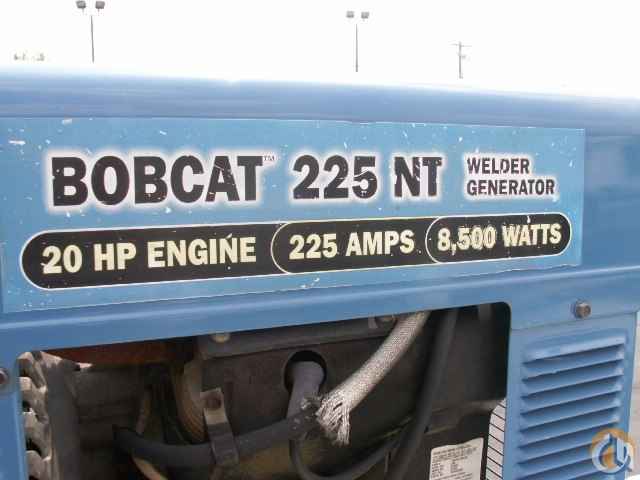 BOBCAT™ 225 NT WELDER GENERATOR
20 HP ENGINE 225 AMPS 8,500 WATTS